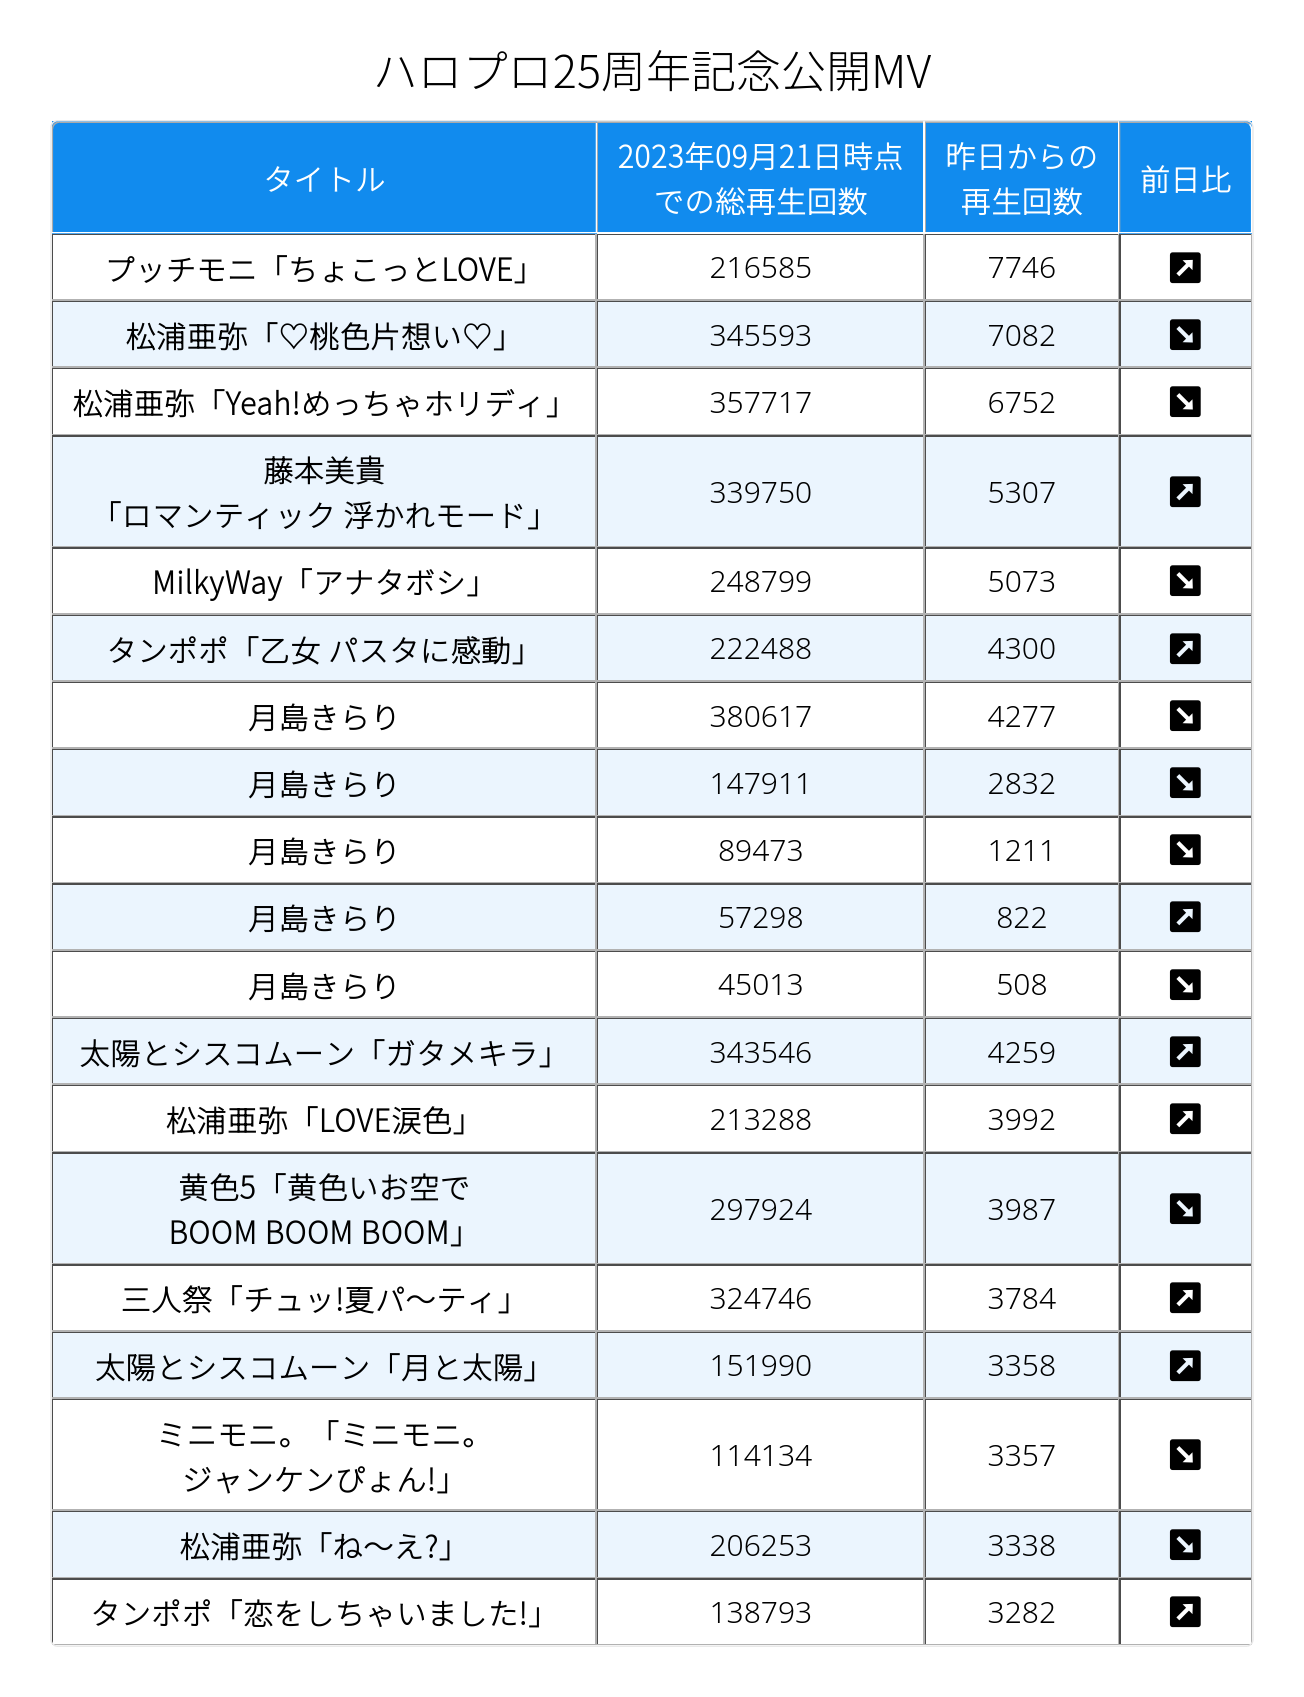 ハロプロ25周年記念公開MV
タイトル
2023年09月21日時点
での総再生回数
昨日からの
再生回数
前日比
プッチモニ「ちょこっとLOVE」 216585 7746 ↗
松浦亜弥「♡桃色片想い♡」 345593 7082 ↘
松浦亜弥「Yeah!めっちゃホリディ」 357717 6752 ↘
藤本美貴
「ロマンティック 浮かれモード」 339750 5307 ↗
MilkyWay「アナタボシ」 248799 5073 ↘
タンポポ「乙女 パスタに感動」 222488 4300 ↗
月島きらり 380617 4277 ↘
月島きらり 147911 2832 ↘
月島きらり 89473 1211 ↘
月島きらり 57298 822 ↗
月島きらり 45013 508 ↘
太陽とシスコムーン「ガタメキラ」 343546 4259 ↗
松浦亜弥「LOVE涙色」 213288 3992 ↗
黄色5「黄色いお空で
BOOM BOOM BOOM」 297924 3987 ↘
三人祭「チュッ!夏パ〜ティ」 324746 3784 ↗
太陽とシスコムーン「月と太陽」 151990 3358 ↗
ミニモニ。「ミニモニ。
ジャンケンぴょん!」 114134 3357 ↘
松浦亜弥「ね〜え?」 206253 3338 ↘
タンポポ「恋をしちゃいました!」 138793 3282 ↗